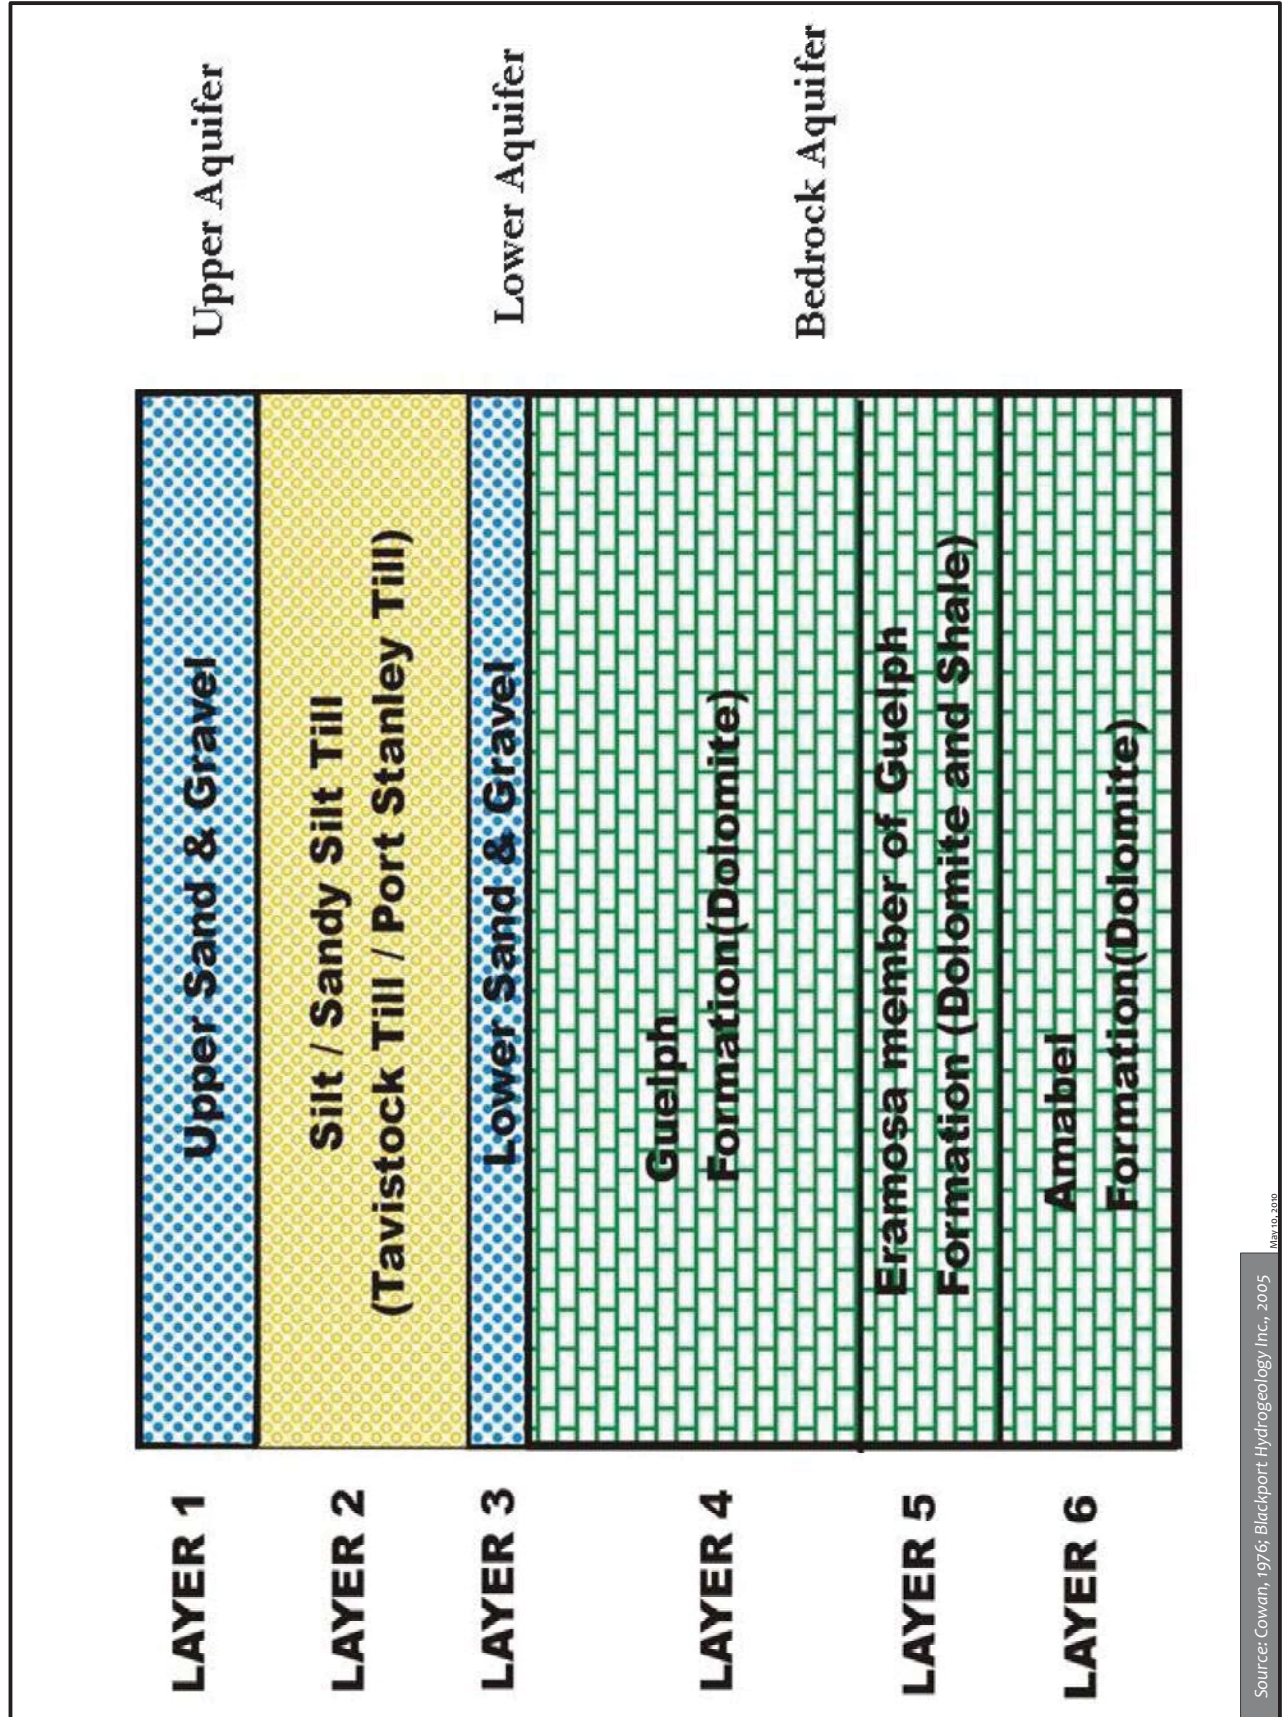 LAYER 1
Upper Sand & Gravel
Upper Aquifer
LAYER 2
Silt / Sandy Silt Till
(Tavistock Till / Port Stanley Till)
LAYER 3
Lower Sand & Gravel
Lower Aquifer
LAYER 4
Guelph
Formation(Dolomite)
Bedrock Aquifer
LAYER 5
Eramosa member of Guelph
Formation (Dolomite and Shale)
LAYER 6
Amabel
Formation(Dolomite)
Source: Cowan, 1976; Blackport Hydrogeology Inc., 2005
May 10, 2010